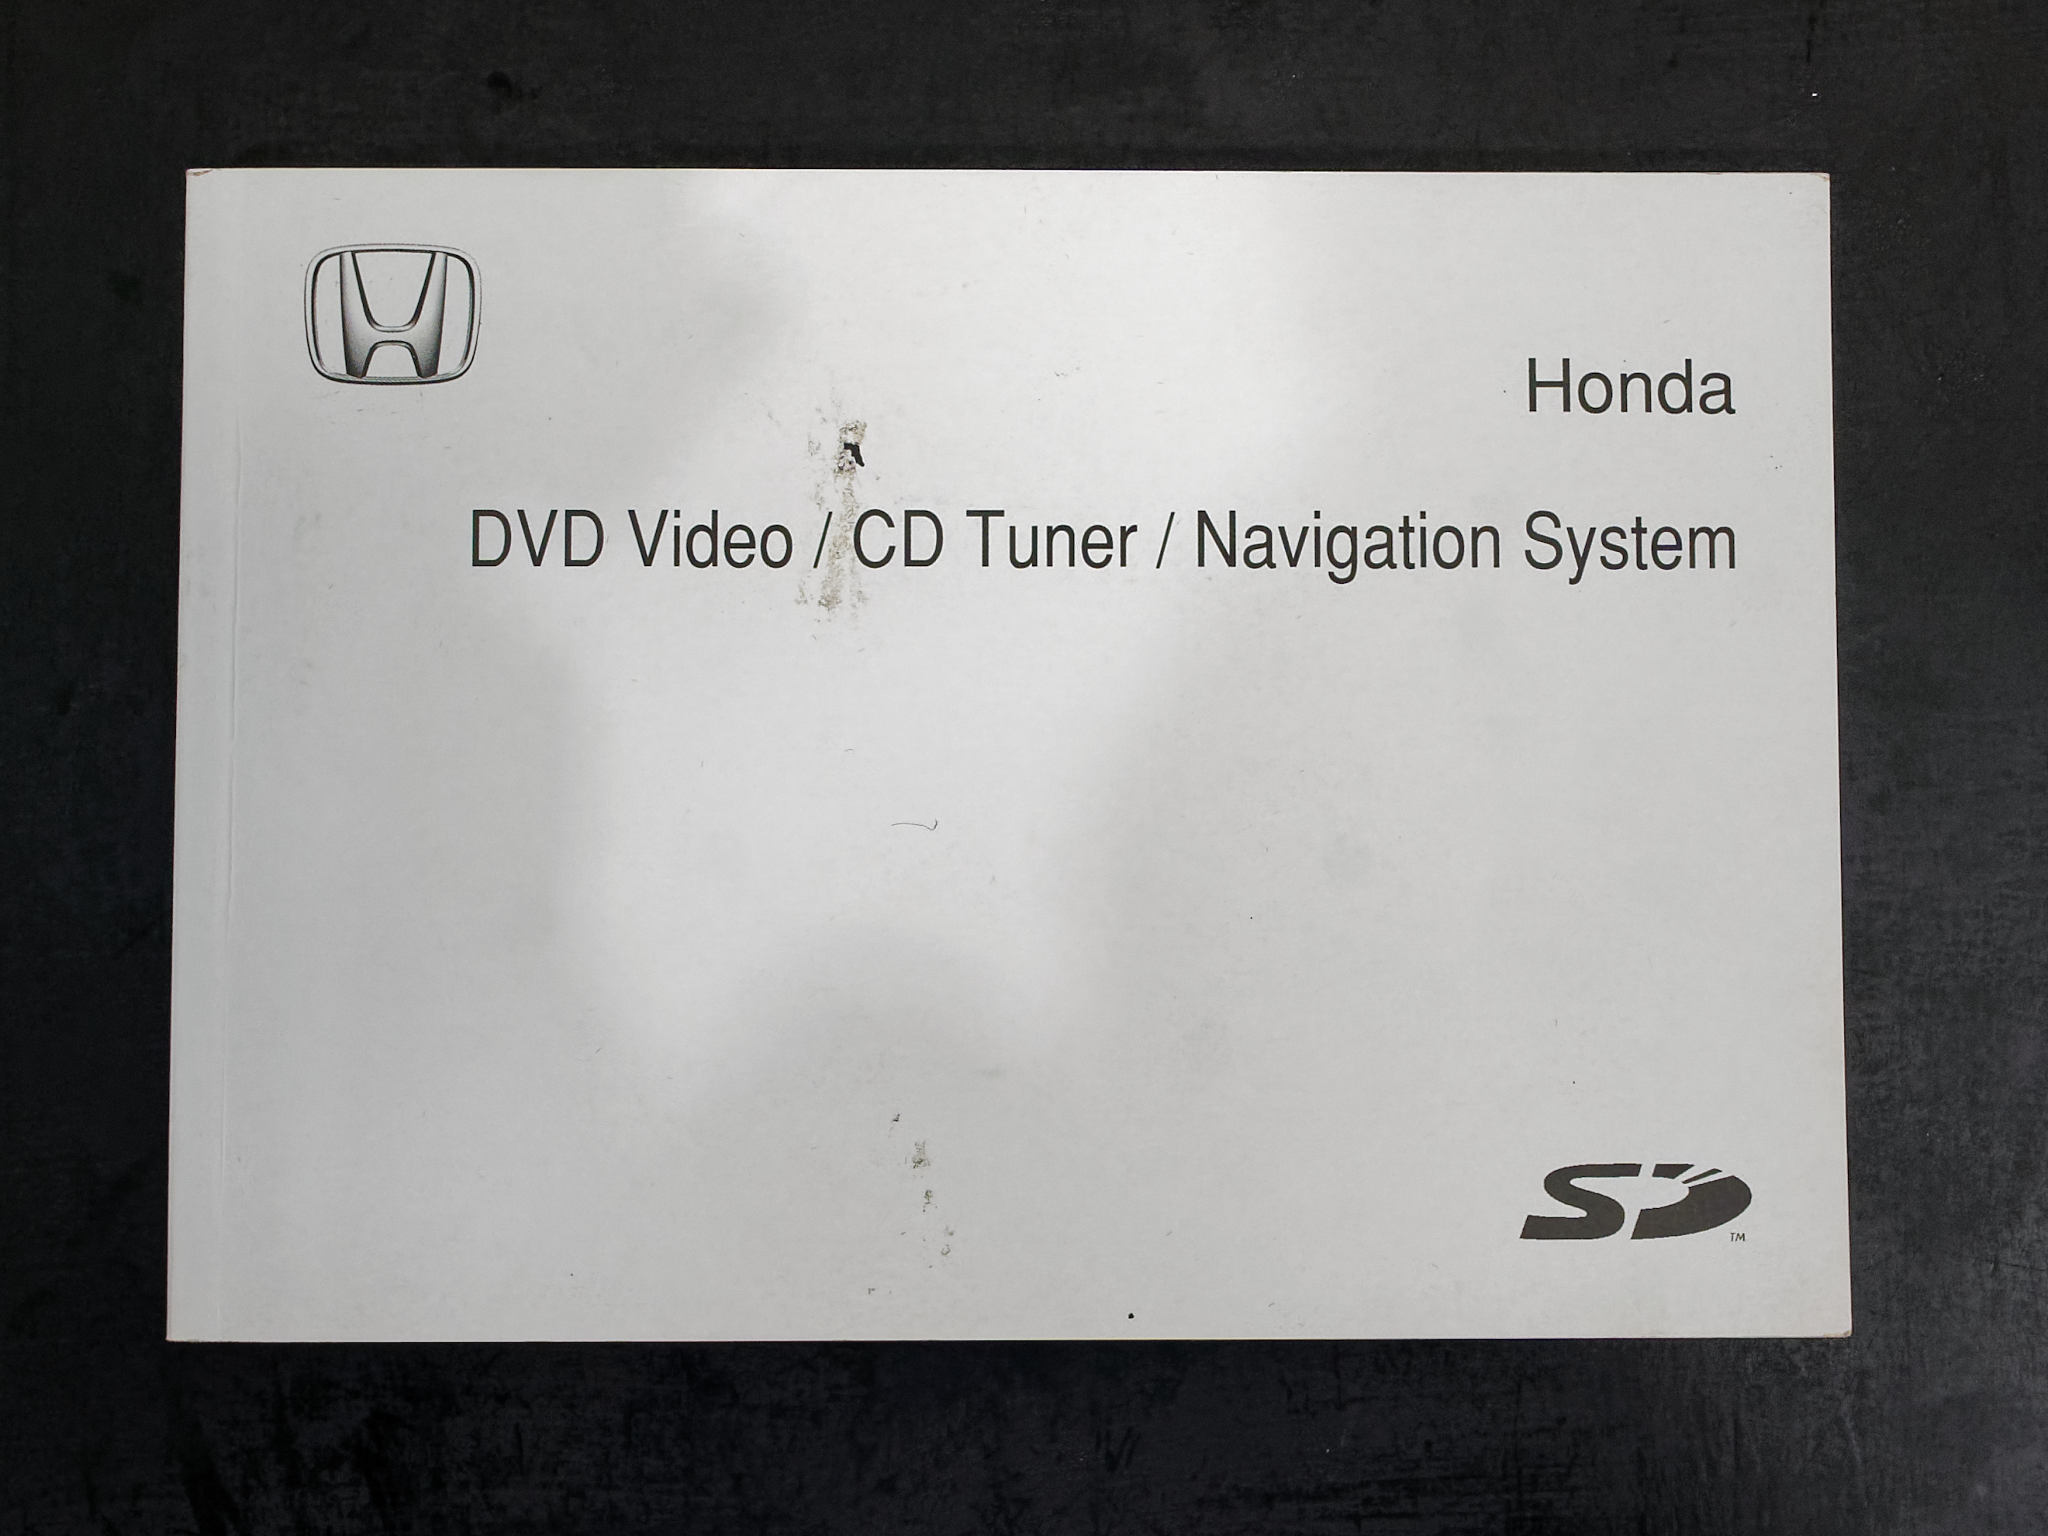 Honda
DVD Video / CD Tuner / Navigation System
SD
TM